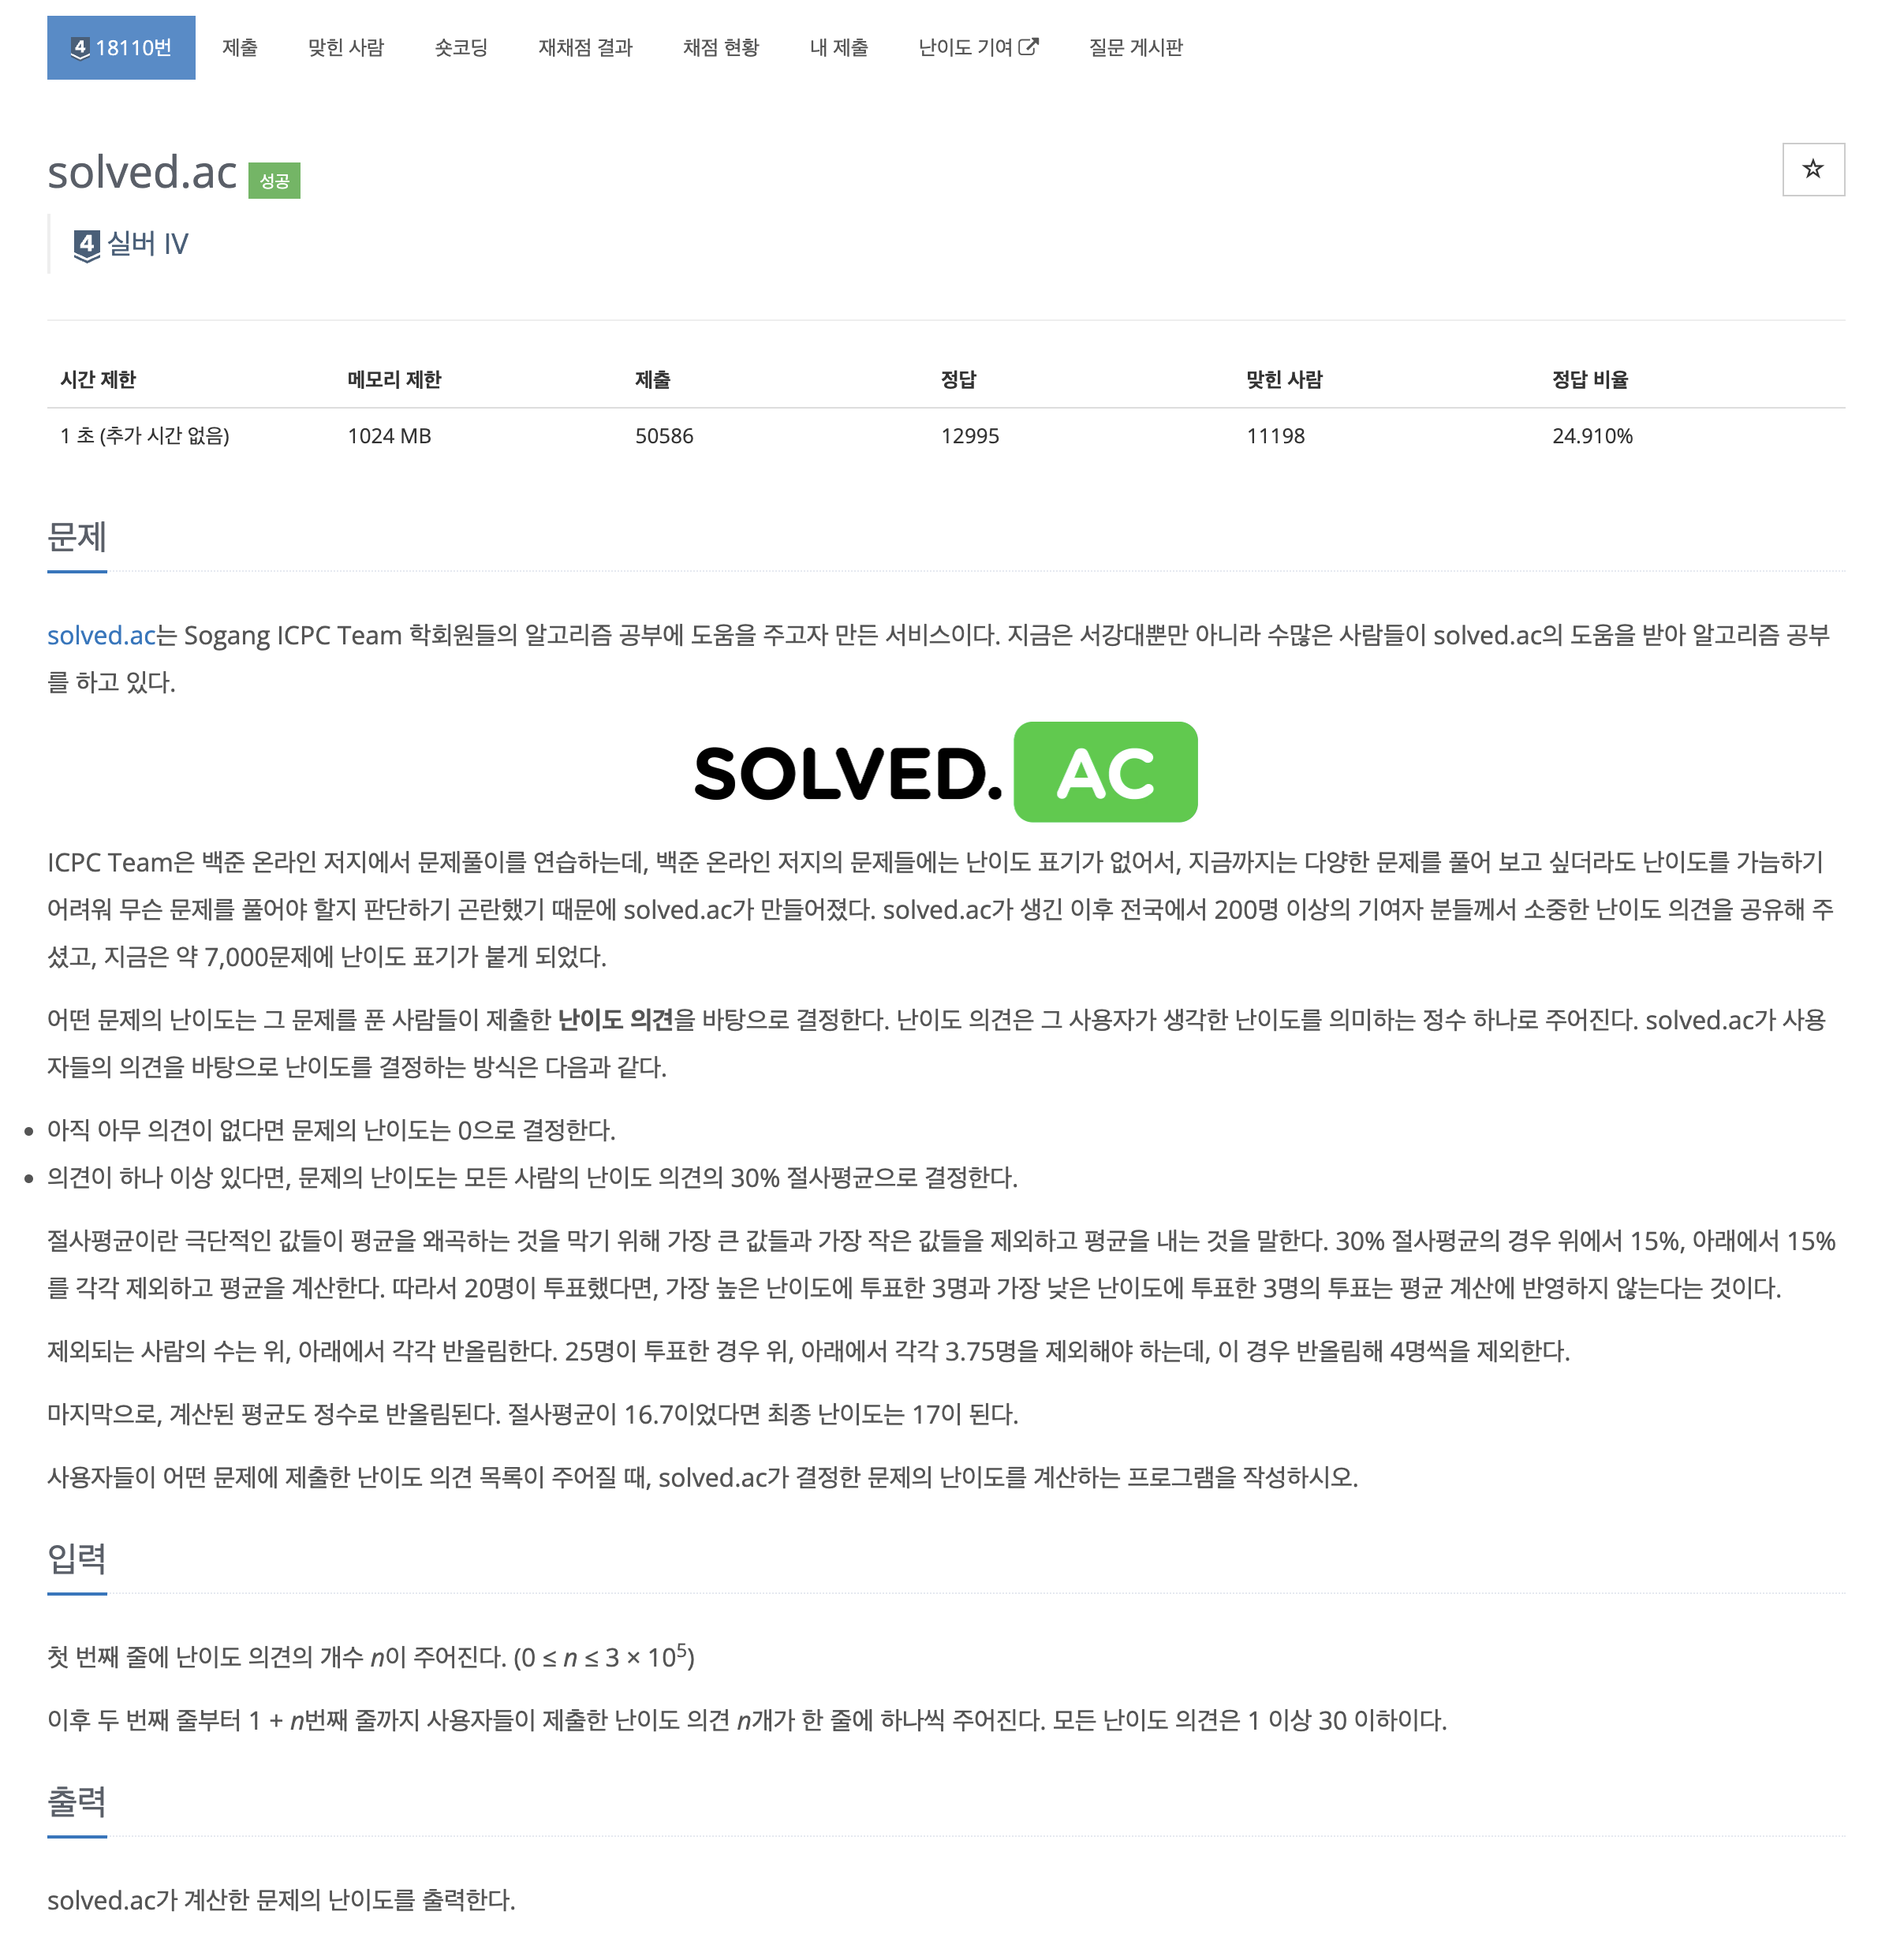 4 18110번 제출 맞힌 사람 숏코딩 재채점 결과 채점 현황 내 제출 난이도 기여 질문 게시판
solved.ac 성공
4 실버 IV
시간 제한 메모리 제한 제출 정답 맞힌 사람 정답 비율
1 초 (추가 시간 없음) 1024 MB 50586 12995 11198 24.910%
문제
solved.ac는 Sogang ICPC Team 학회원들의 알고리즘 공부에 도움을 주고자 만든 서비스이다. 지금은 서강대뿐만 아니라 수많은 사람들이 solved.ac의 도움을 받아 알고리즘 공부
를 하고 있다.
SOLVED. AC
ICPC Team은 백준 온라인 저지에서 문제풀이를 연습하는데, 백준 온라인 저지의 문제들에는 난이도 표기가 없어서, 지금까지는 다양한 문제를 풀어 보고 싶더라도 난이도를 가늠하기
어려워 무슨 문제를 풀어야 할지 판단하기 곤란했기 때문에 solved.ac가 만들어졌다. solved.ac가 생긴 이후 전국에서 200명 이상의 기여자 분들께서 소중한 난이도 의견을 공유해 주
셨고, 지금은 약 7,000문제에 난이도 표기가 붙게 되었다.
어떤 문제의 난이도는 그 문제를 푼 사람들이 제출한 난이도 의견을 바탕으로 결정한다. 난이도 의견은 그 사용자가 생각한 난이도를 의미하는 정수 하나로 주어진다. solved.ac가 사용
자들의 의견을 바탕으로 난이도를 결정하는 방식은 다음과 같다.
• 아직 아무 의견이 없다면 문제의 난이도는 0으로 결정한다.
• 의견이 하나 이상 있다면, 문제의 난이도는 모든 사람의 난이도 의견의 30% 절사평균으로 결정한다.
절사평균이란 극단적인 값들이 평균을 왜곡하는 것을 막기 위해 가장 큰 값들과 가장 작은 값들을 제외하고 평균을 내는 것을 말한다. 30% 절사평균의 경우 위에서 15%, 아래에서 15%
를 각각 제외하고 평균을 계산한다. 따라서 20명이 투표했다면, 가장 높은 난이도에 투표한 3명과 가장 낮은 난이도에 투표한 3명의 투표는 평균 계산에 반영하지 않는다는 것이다.
제외되는 사람의 수는 위, 아래에서 각각 반올림한다. 25명이 투표한 경우 위, 아래에서 각각 3.75명을 제외해야 하는데, 이 경우 반올림해 4명씩을 제외한다.
마지막으로, 계산된 평균도 정수로 반올림된다. 절사평균이 16.7이었다면 최종 난이도는 17이 된다.
사용자들이 어떤 문제에 제출한 난이도 의견 목록이 주어질 때, solved.ac가 결정한 문제의 난이도를 계산하는 프로그램을 작성하시오.
입력
첫 번째 줄에 난이도 의견의 개수 n이 주어진다. (0 ≤ n ≤ 3 × 10⁵)
이후 두 번째 줄부터 1 + n번째 줄까지 사용자들이 제출한 난이도 의견 n개가 한 줄에 하나씩 주어진다. 모든 난이도 의견은 1 이상 30 이하이다.
출력
solved.ac가 계산한 문제의 난이도를 출력한다.